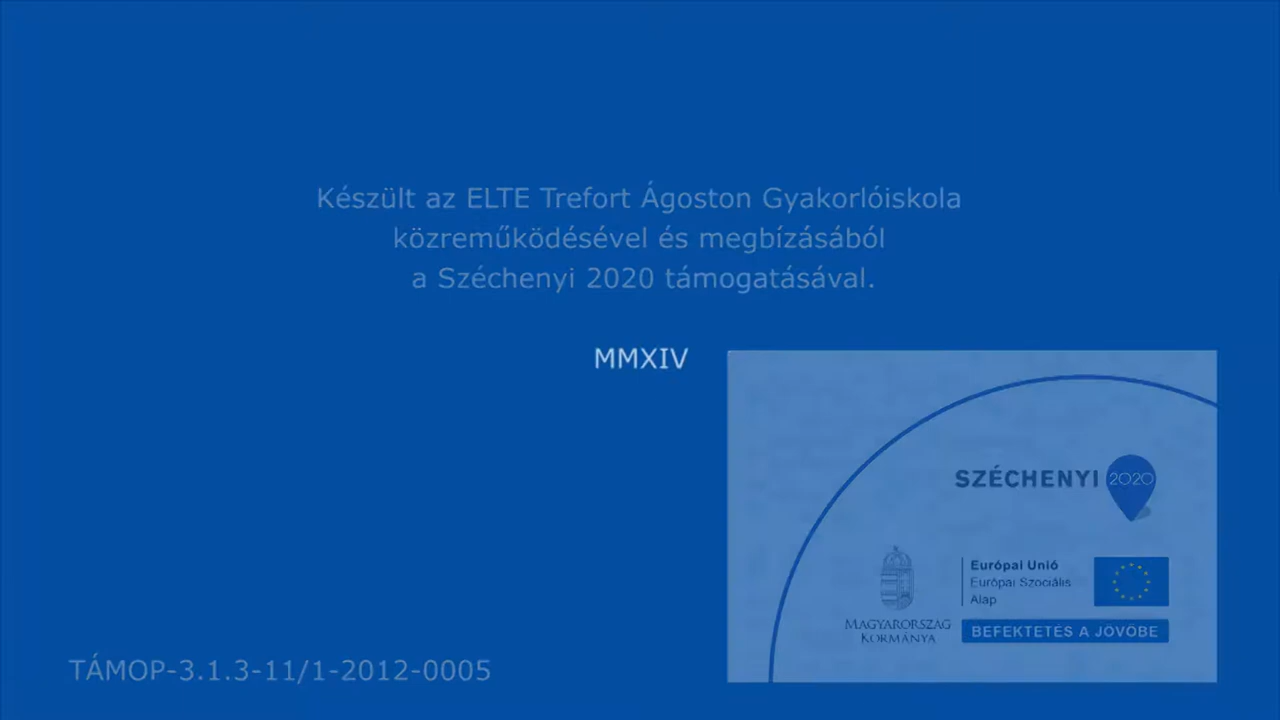 Készült az ELTE Trefort Ágoston Gyakorlóiskola
közreműködésével és megbízásából
a Széchenyi 2020 támogatásával.
MMXIV
SZÉCHENYI 2020
Európai Unió
Európai Szociális
Alap
MAGYARORSZÁG
KORMÁNYA
BEFEKTETÉS A JÖVŐBE
TÁMOP-3.1.3-11/1-2012-0005